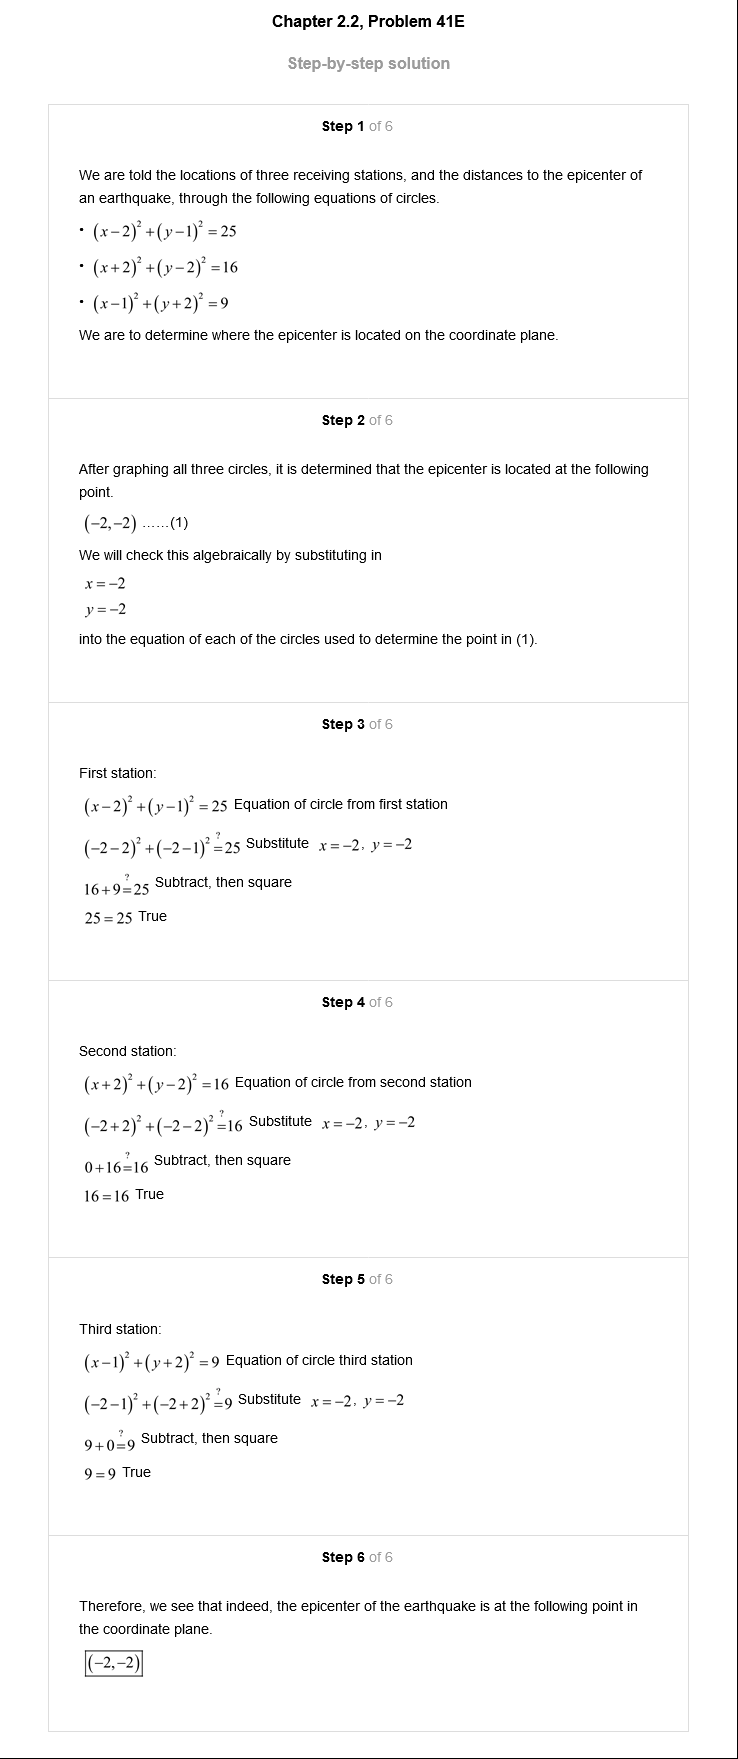 Chapter 2.2, Problem 41E
Step-by-step solution
Step 1 of 6
We are told the locations of three receiving stations, and the distances to the epicenter of
an earthquake, through the following equations of circles.
• (x−2)² +(y−1)² = 25
• (x+2)² +(y−2)² =16
• (x−1)² +(y+2)² =9
We are to determine where the epicenter is located on the coordinate plane.
Step 2 of 6
After graphing all three circles, it is determined that the epicenter is located at the following
point.
(−2,−2) ……(1)
We will check this algebraically by substituting in
x=−2
y=−2
into the equation of each of the circles used to determine the point in (1).
Step 3 of 6
First station:
(x−2)² +(y−1)² = 25 Equation of circle from first station
(−2−2)² +(−2−1)² ≟ 25 Substitute x=−2, y=−2
16+9 ≟ 25 Subtract, then square
25 = 25 True
Step 4 of 6
Second station:
(x+2)² +(y−2)² =16 Equation of circle from second station
(−2+2)² +(−2−2)² ≟ 16 Substitute x=−2, y=−2
0+16 ≟ 16 Subtract, then square
16=16 True
Step 5 of 6
Third station:
(x−1)² +(y+2)² =9 Equation of circle third station
(−2−1)² +(−2+2)² ≟ 9 Substitute x=−2, y=−2
9+0 ≟ 9 Subtract, then square
9=9 True
Step 6 of 6
Therefore, we see that indeed, the epicenter of the earthquake is at the following point in
the coordinate plane.
(−2,−2)